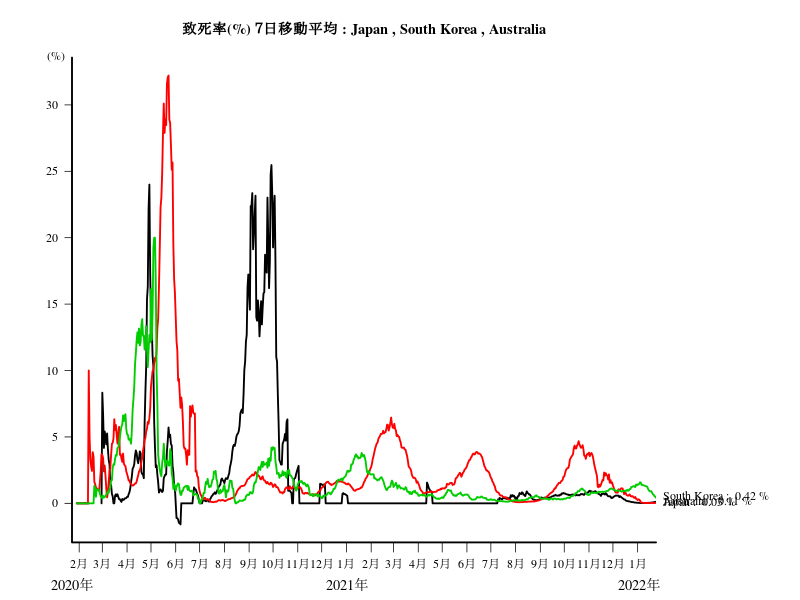 致死率(%) 7日移動平均 : Japan , South Korea , Australia
(%)
30
25
20
15
10
5
0
South Korea : 0.42 %
2月 3月 4月 5月 6月 7月 8月 9月 10月 11月 12月 1月 2月 3月 4月 5月 6月 7月 8月 9月 10月 11月 12月 1月
2020年 2021年 2022年